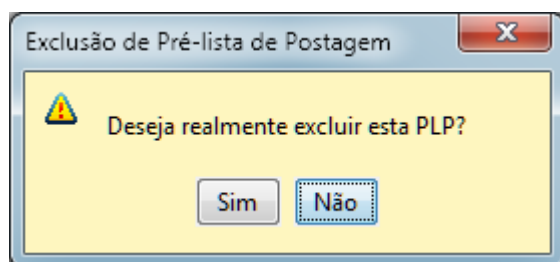 Exclusão de Pré-lista de Postagem
Deseja realmente excluir esta PLP?
Sim
Não